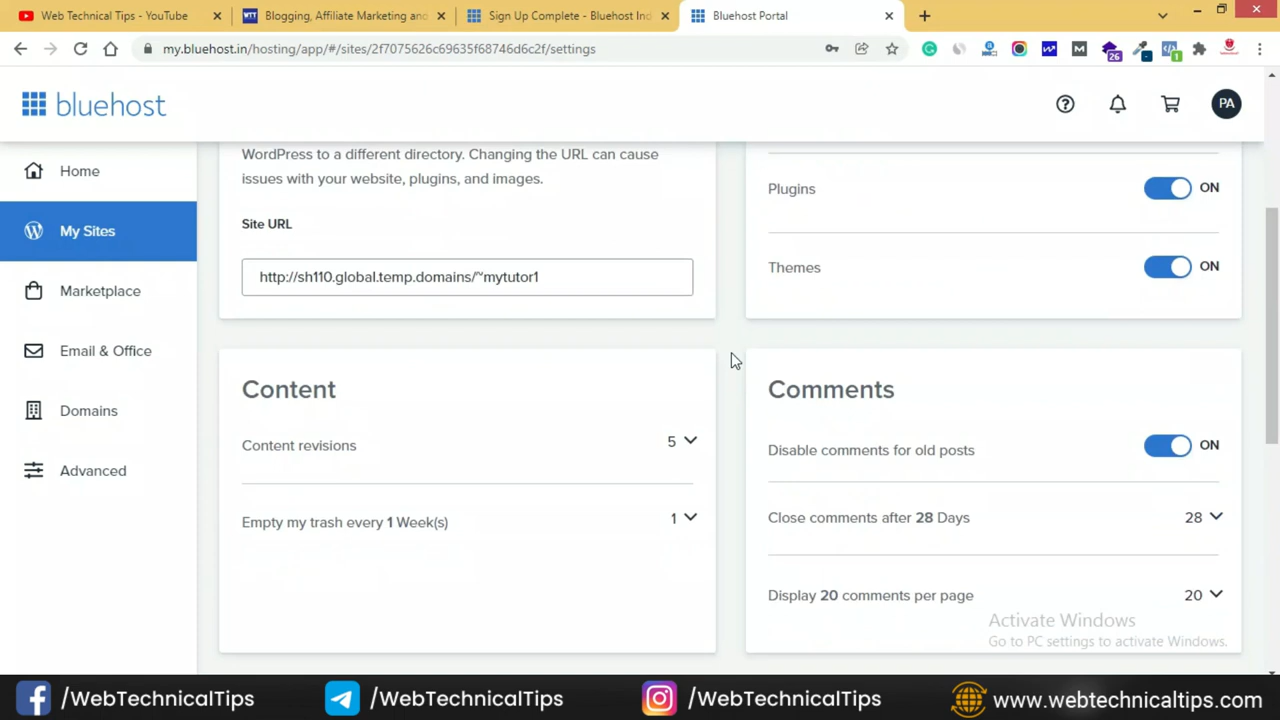 Web Technical Tips - YouTube
Blogging, Affiliate Marketing and
Sign Up Complete - Bluehost Ind
Bluehost Portal
my.bluehost.in/hosting/app/#/sites/2f7075626c69635f68746d6c2f/settings
26
1
bluehost
PA
Home
My Sites
Marketplace
Email & Office
Domains
Advanced
WordPress to a different directory. Changing the URL can cause
issues with your website, plugins, and images.
Site URL
http://sh110.global.temp.domains/~mytutor1
Plugins
ON
Themes
ON
Content
Content revisions
5
Empty my trash every 1 Week(s)
1
Comments
Disable comments for old posts
ON
Close comments after 28 Days
28
Display 20 comments per page
20
Activate Windows
Go to PC settings to activate Windows.
/WebTechnicalTips
/WebTechnicalTips
/WebTechnicalTips
www.webtechnicaltips.com